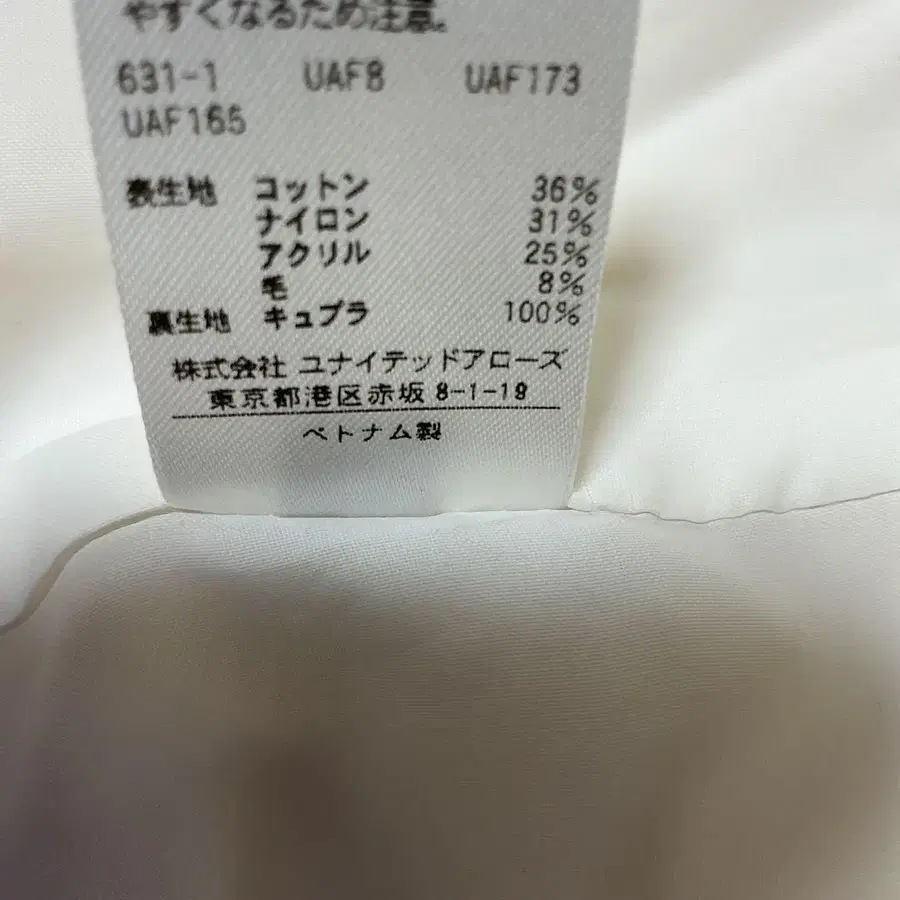 やすくなるため注意。
631-1 UAF8 UAF173
UAF165
表生地 コットン 36%
ナイロン 31%
アクリル 25%
毛 8%
裏生地 キュプラ 100%
株式会社 ユナイテッドアローズ
東京都港区赤坂 8-1-19
ベトナム製